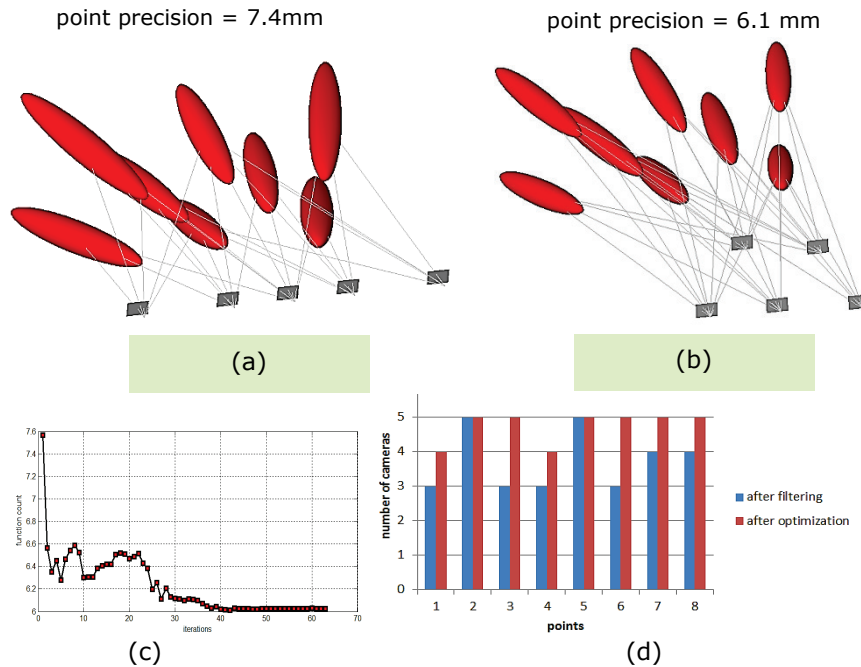 point precision = 7.4mm
point precision = 6.1 mm
(a)
(b)
7.6
7.4
7.2
7
6.8
6.6
6.4
6.2
6
function count
0
10
20
30
40
50
60
70
iterations
(c)
5
4
3
2
1
0
number of cameras
1
2
3
4
5
6
7
8
points
after filtering
after optimization
(d)